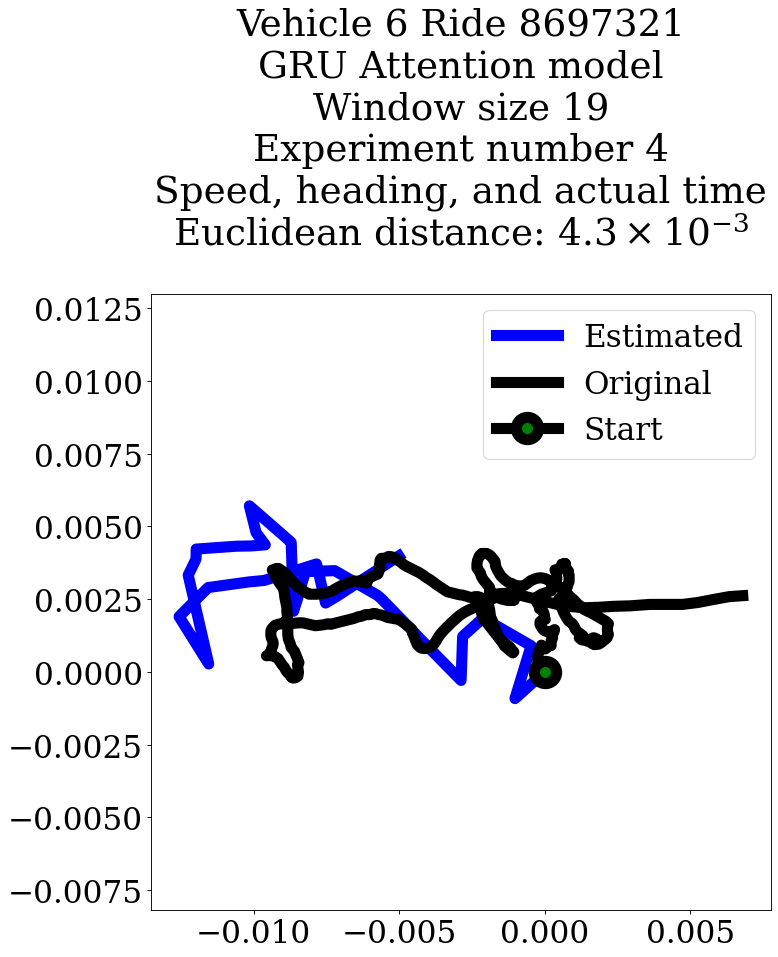 Vehicle 6 Ride 8697321
GRU Attention model
Window size 19
Experiment number 4
Speed, heading, and actual time
Euclidean distance: 4.3 × 10⁻³
Estimated
Original
Start
0.0125
0.0100
0.0075
0.0050
0.0025
0.0000
−0.0025
−0.0050
−0.0075
−0.010 −0.005 0.000 0.005